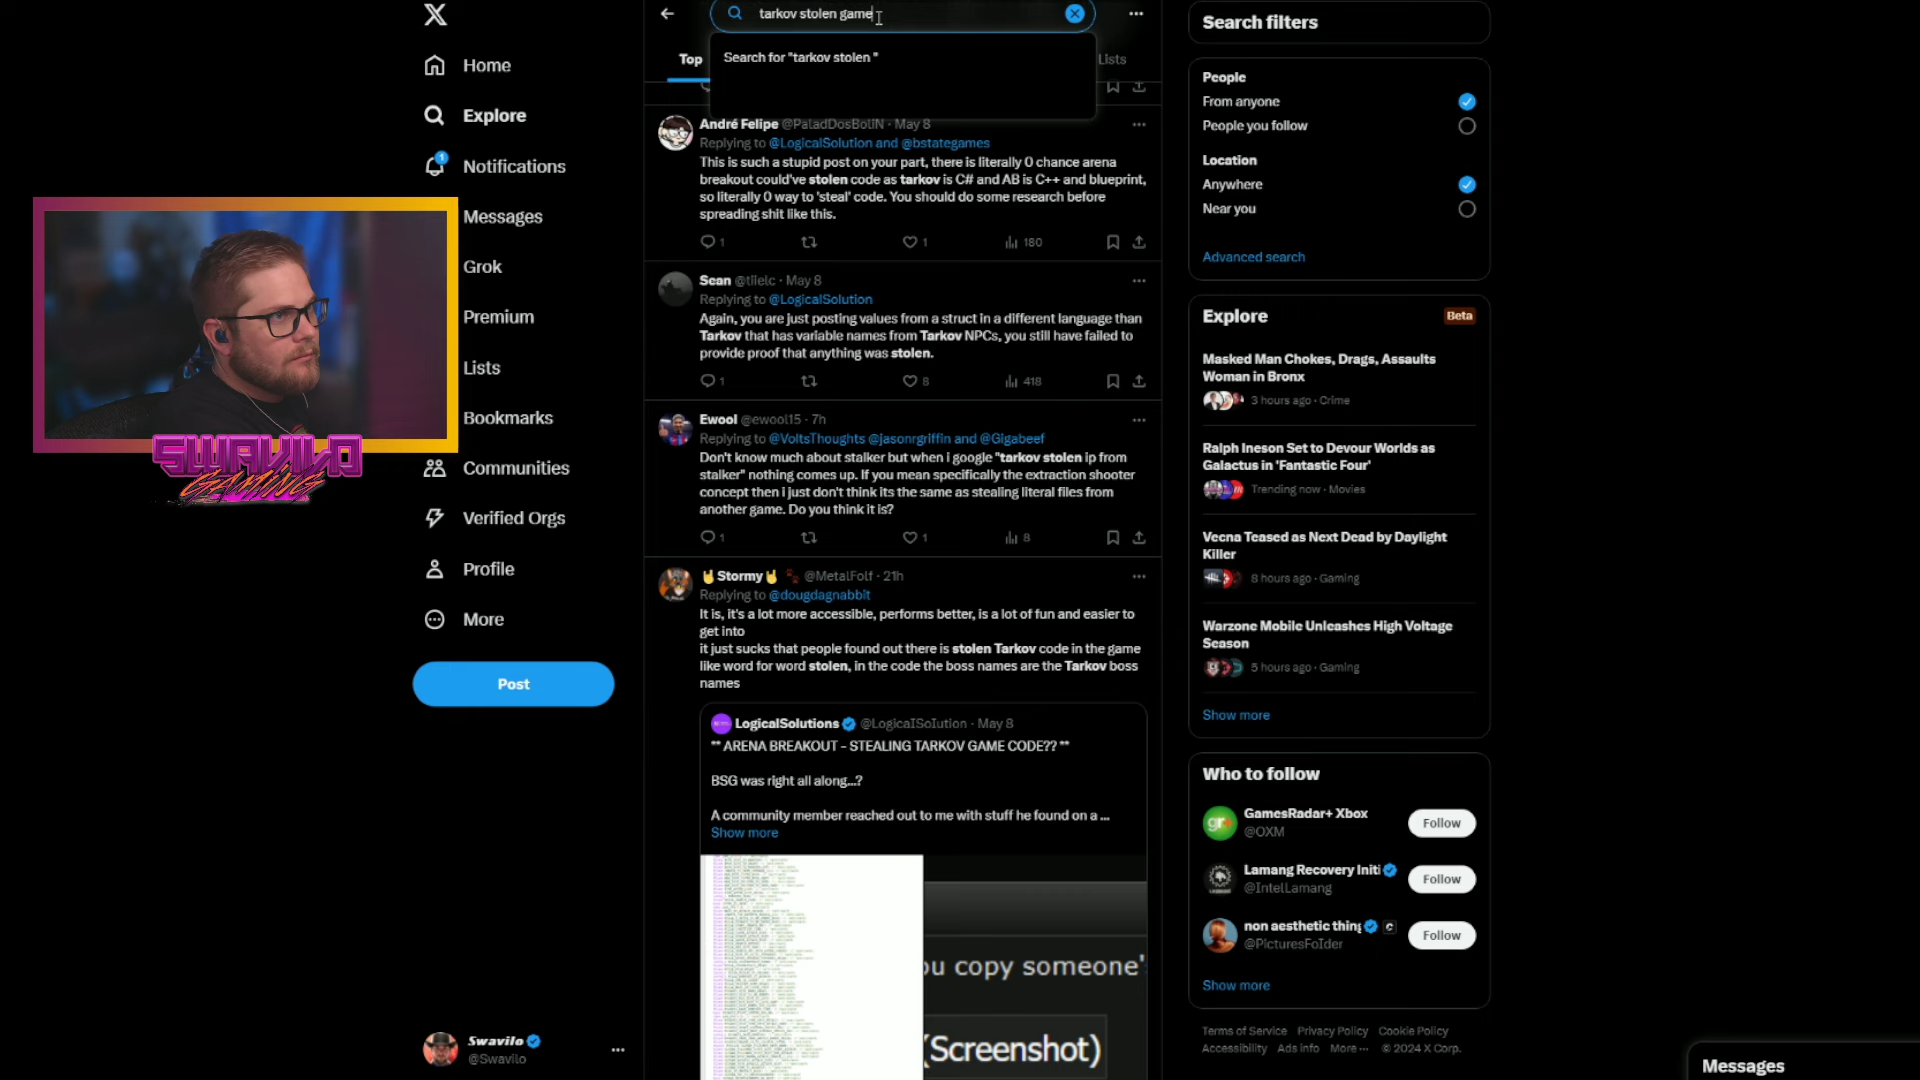 tarkov stolen game
Search for "tarkov stolen "
Top
Lists
Home
Explore
Notifications
1
Messages
Grok
Premium
Lists
Bookmarks
Communities
Verified Orgs
Profile
More
Post
Swavilo
@Swavilo
SWAVILO
GAMING
André Felipe @PaladDosBolIN · May 8
Replying to @LogicalSolution and @bstategames
This is such a stupid post on your part, there is literally 0 chance arena
breakout could've stolen code as tarkov is C# and AB is C++ and blueprint,
so literally 0 way to 'steal' code. You should do some research before
spreading shit like this.
1
1
180
Sean @tlielc · May 8
Replying to @LogicalSolution
Again, you are just posting values from a struct in a different language than
Tarkov that has variable names from Tarkov NPCs, you still have failed to
provide proof that anything was stolen.
1
8
418
Ewool @ewool15 · 7h
Replying to @VoltsThoughts @jasonrgriffin and @Gigabeef
Don't know much about stalker but when i google "tarkov stolen ip from
stalker" nothing comes up. If you mean specifically the extraction shooter
concept then i just don't think its the same as stealing literal files from
another game. Do you think it is?
1
1
8
🤘Stormy🤘 🐾 @MetalFolf · 21h
Replying to @dougdagnabbit
It is, it's a lot more accessible, performs better, is a lot of fun and easier to
get into
it just sucks that people found out there is stolen Tarkov code in the game
like word for word stolen, in the code the boss names are the Tarkov boss
names
LogicalSolutions @LogicalSolution · May 8
** ARENA BREAKOUT - STEALING TARKOV GAME CODE?? **
BSG was right all along...?
A community member reached out to me with stuff he found on a ...
Show more
ou copy someone'
(Screenshot)
Search filters
People
From anyone
People you follow
Location
Anywhere
Near you
Advanced search
Explore
Beta
Masked Man Chokes, Drags, Assaults
Woman in Bronx
3 hours ago · Crime
Ralph Ineson Set to Devour Worlds as
Galactus in 'Fantastic Four'
Trending now · Movies
Vecna Teased as Next Dead by Daylight
Killer
8 hours ago · Gaming
Warzone Mobile Unleashes High Voltage
Season
5 hours ago · Gaming
Show more
Who to follow
gr+
GamesRadar+ Xbox
@OXM
Follow
Lamang Recovery Initi
@IntelLamang
Follow
non aesthetic thing
@PicturesFoIder
Follow
Show more
Terms of Service Privacy Policy Cookie Policy
Accessibility Ads info More ··· © 2024 X Corp.
Messages